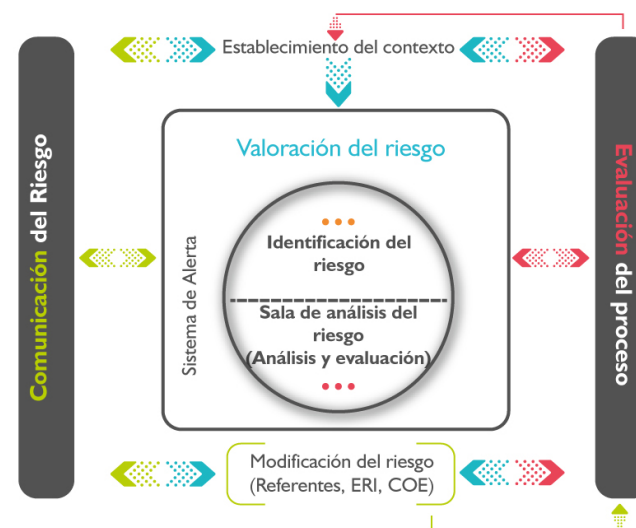 Establecimiento del contexto
Comunicación del Riesgo
Valoración del riesgo
Sistema de Alerta
Identificación del
riesgo
Sala de análisis del
riesgo
(Análisis y evaluación)
Evaluación del proceso
Modificación del riesgo
(Referentes, ERI, COE)